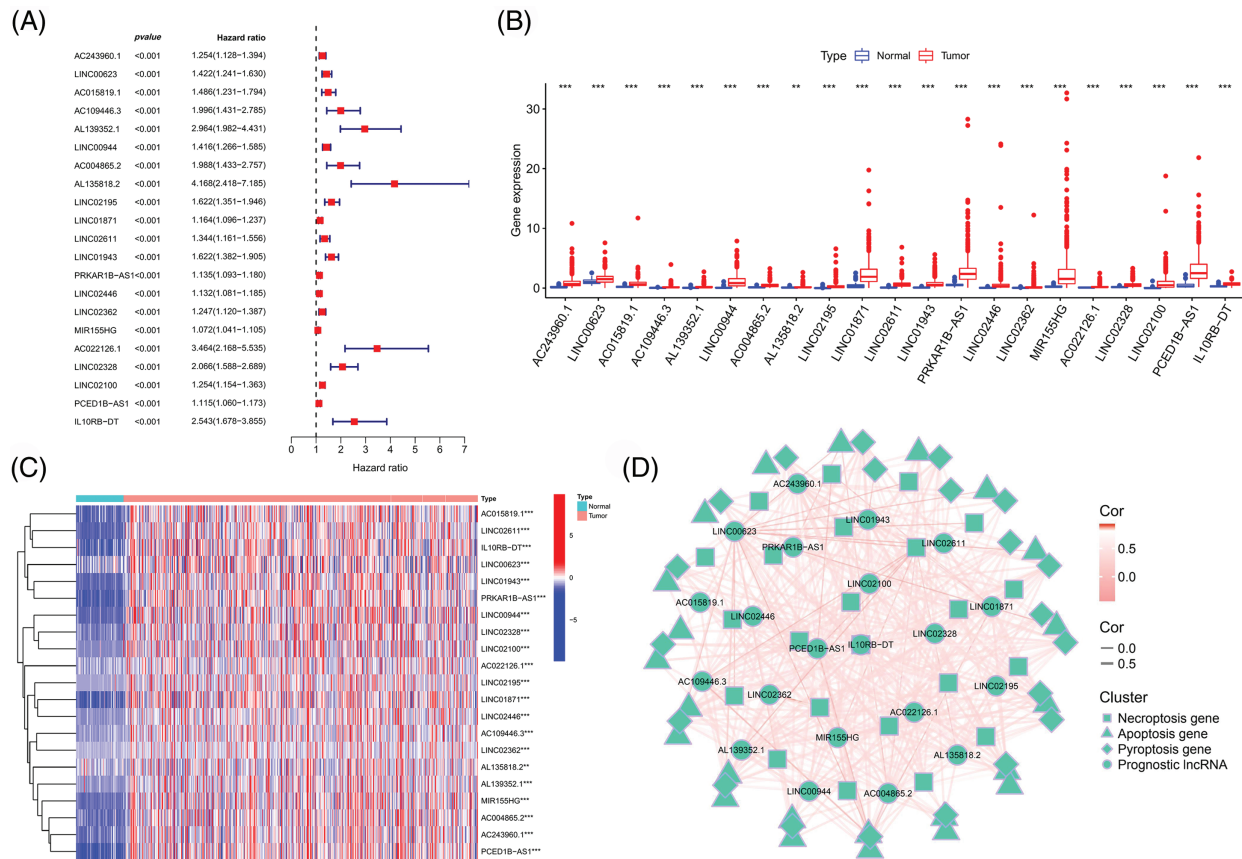 (A)
pvalue Hazard ratio
AC243960.1 <0.001 1.254(1.128−1.394)
LINC00623 <0.001 1.422(1.241−1.630)
AC015819.1 <0.001 1.486(1.231−1.794)
AC109446.3 <0.001 1.996(1.431−2.785)
AL139352.1 <0.001 2.964(1.982−4.431)
LINC00944 <0.001 1.416(1.266−1.585)
AC004865.2 <0.001 1.988(1.433−2.757)
AL135818.2 <0.001 4.168(2.418−7.185)
LINC02195 <0.001 1.622(1.351−1.946)
LINC01871 <0.001 1.164(1.096−1.237)
LINC02611 <0.001 1.344(1.161−1.556)
LINC01943 <0.001 1.622(1.382−1.905)
PRKAR1B−AS1 <0.001 1.135(1.093−1.180)
LINC02446 <0.001 1.132(1.081−1.185)
LINC02362 <0.001 1.247(1.120−1.387)
MIR155HG <0.001 1.072(1.041−1.105)
AC022126.1 <0.001 3.464(2.168−5.535)
LINC02328 <0.001 2.066(1.588−2.689)
LINC02100 <0.001 1.254(1.154−1.363)
PCED1B−AS1 <0.001 1.115(1.060−1.173)
IL10RB−DT <0.001 2.543(1.678−3.855)
0 1 2 3 4 5 6 7
Hazard ratio
(B)
Type Normal Tumor
*** *** *** *** *** *** *** ** *** *** *** *** *** *** *** *** *** *** *** *** ***
Gene expression
30
20
10
0
AC243960.1
LINC00623
AC015819.1
AC109446.3
AL139352.1
LINC00944
AC004865.2
AL135818.2
LINC02195
LINC01871
LINC02611
LINC01943
PRKAR1B−AS1
LINC02446
LINC02362
MIR155HG
AC022126.1
LINC02328
LINC02100
PCED1B−AS1
IL10RB−DT
(C)
Type
AC015819.1***
LINC02611***
IL10RB−DT***
LINC00623***
LINC01943***
PRKAR1B−AS1***
LINC00944***
LINC02328***
LINC02100***
AC022126.1***
LINC02195***
LINC01871***
LINC02446***
AC109446.3***
LINC02362***
AL135818.2**
AL139352.1***
MIR155HG***
AC004865.2***
AC243960.1***
PCED1B−AS1***
5
0
−5
Type
Normal
Tumor
(D)
AC243960.1
LINC01943
LINC00623
LINC02611
PRKAR1B−AS1
LINC02100
AC015819.1
LINC01871
LINC02446
LINC02328
PCED1B−AS1
IL10RB−DT
AC109446.3
LINC02362
LINC02195
AC022126.1
MIR155HG
AL139352.1
AL135818.2
LINC00944
AC004865.2
Cor
0.5
0.0
Cor
0.0
0.5
Cluster
Necroptosis gene
Apoptosis gene
Pyroptosis gene
Prognostic lncRNA